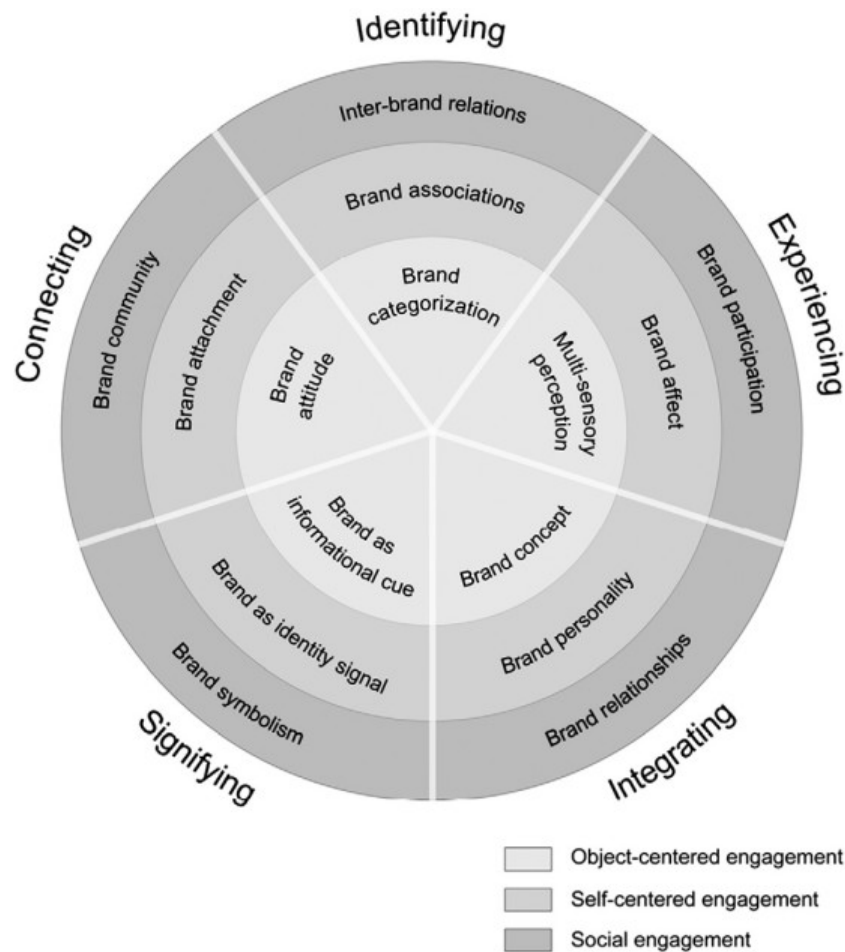 Identifying
Inter-brand relations
Brand associations
Brand
categorization
Experiencing
Brand participation
Brand affect
Multi-sensory
perception
Integrating
Brand relationships
Brand personality
Brand concept
Signifying
Brand symbolism
Brand as identity signal
Brand as
informational cue
Connecting
Brand community
Brand attachment
Brand
attitude
Object-centered engagement
Self-centered engagement
Social engagement